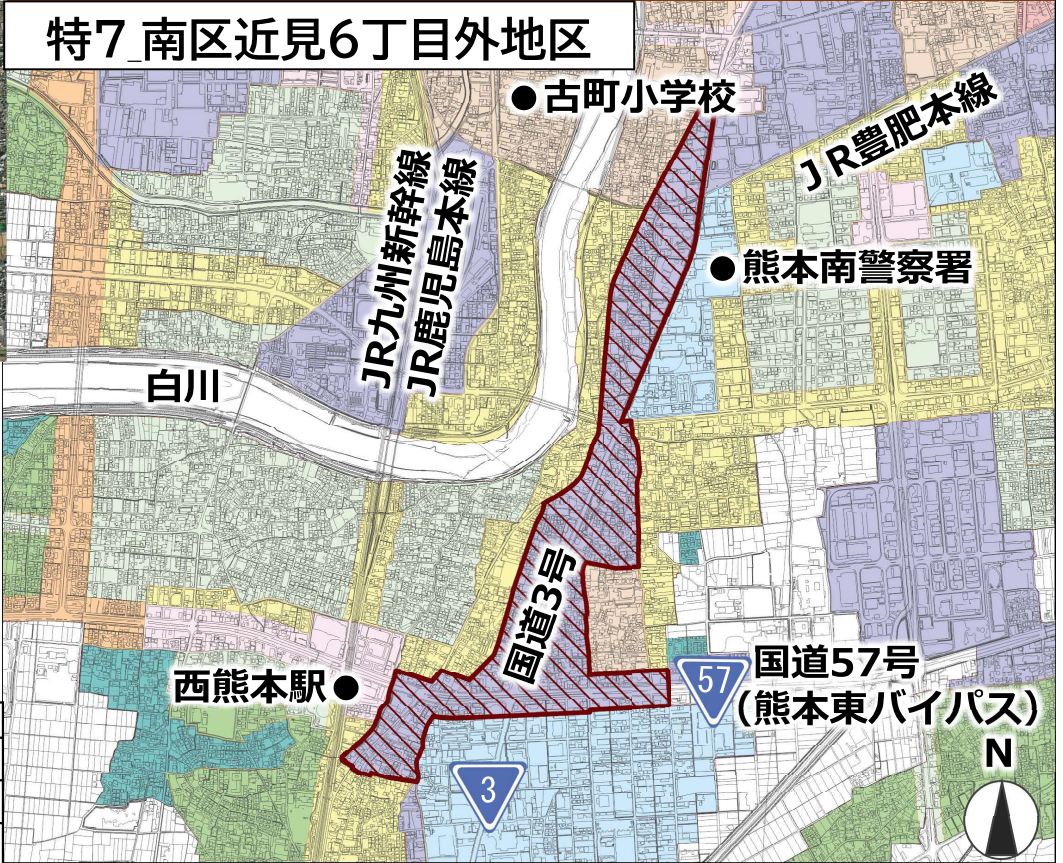 特7_南区近見6丁目外地区
古町小学校
JR豊肥本線
JR九州新幹線
JR鹿児島本線
熊本南警察署
白川
国道3号
西熊本駅
57
国道57号
(熊本東バイパス)
3
N